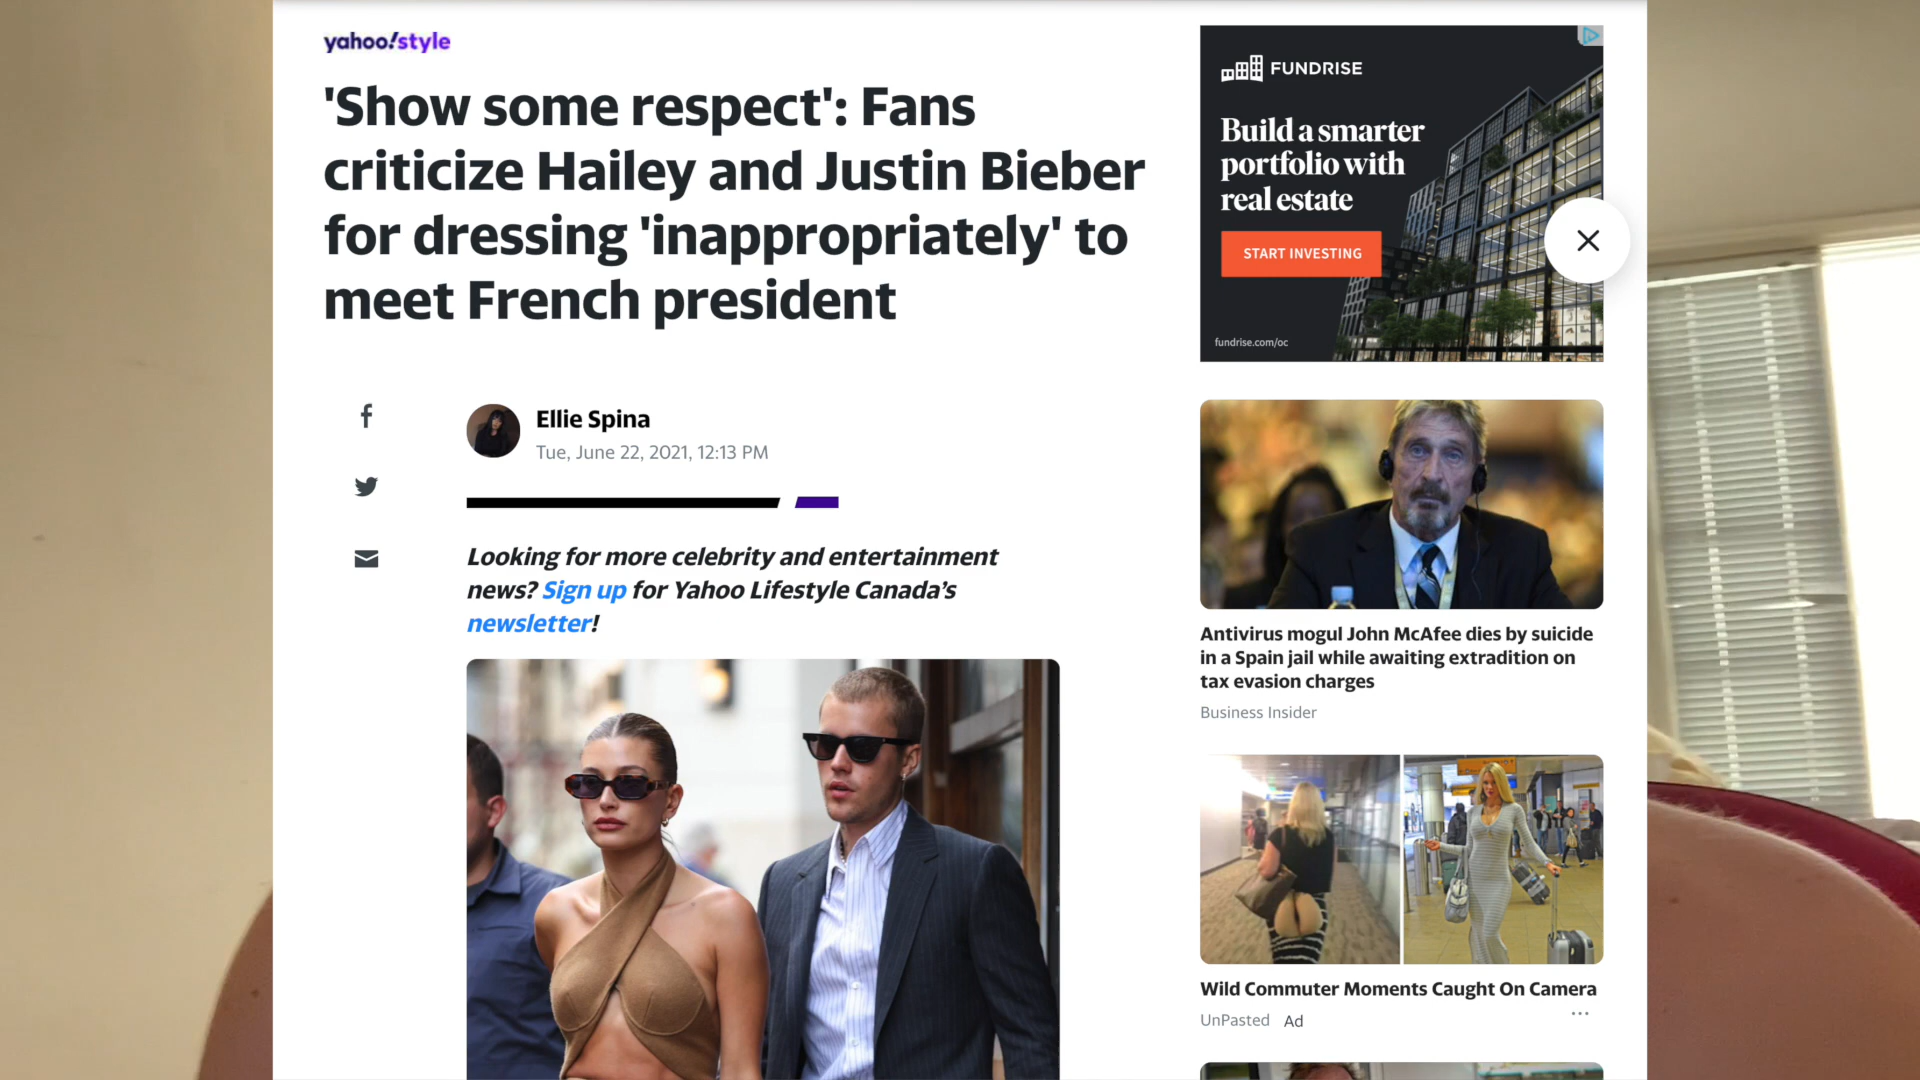 yahoo!style
'Show some respect': Fans
criticize Hailey and Justin Bieber
for dressing 'inappropriately' to
meet French president
Ellie Spina
Tue, June 22, 2021, 12:13 PM
Looking for more celebrity and entertainment
news? Sign up for Yahoo Lifestyle Canada’s
newsletter!
FUNDRISE
Build a smarter
portfolio with
real estate
START INVESTING
fundrise.com/oc
Antivirus mogul John McAfee dies by suicide
in a Spain jail while awaiting extradition on
tax evasion charges
Business Insider
Wild Commuter Moments Caught On Camera
UnPasted Ad